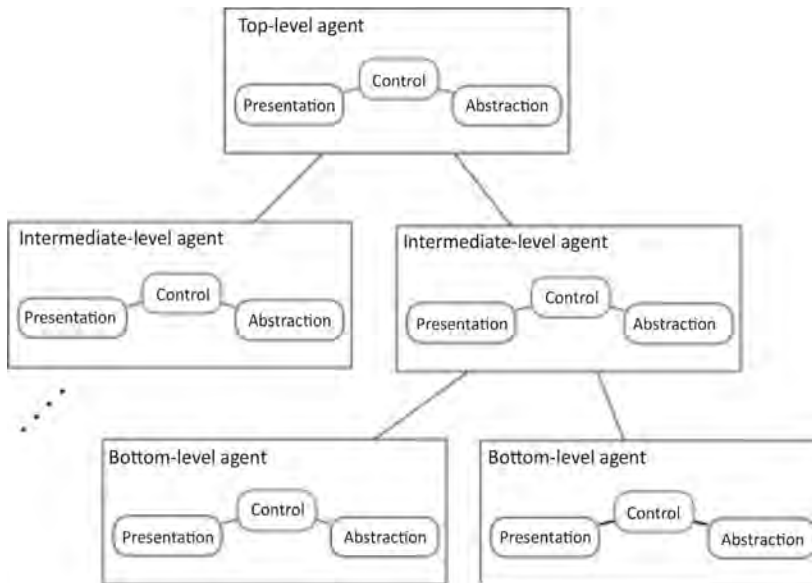 Top-level agent
Control
Presentation
Abstraction
Intermediate-level agent
Control
Presentation
Abstraction
Intermediate-level agent
Control
Presentation
Abstraction
Bottom-level agent
Control
Presentation
Abstraction
Bottom-level agent
Control
Presentation
Abstraction